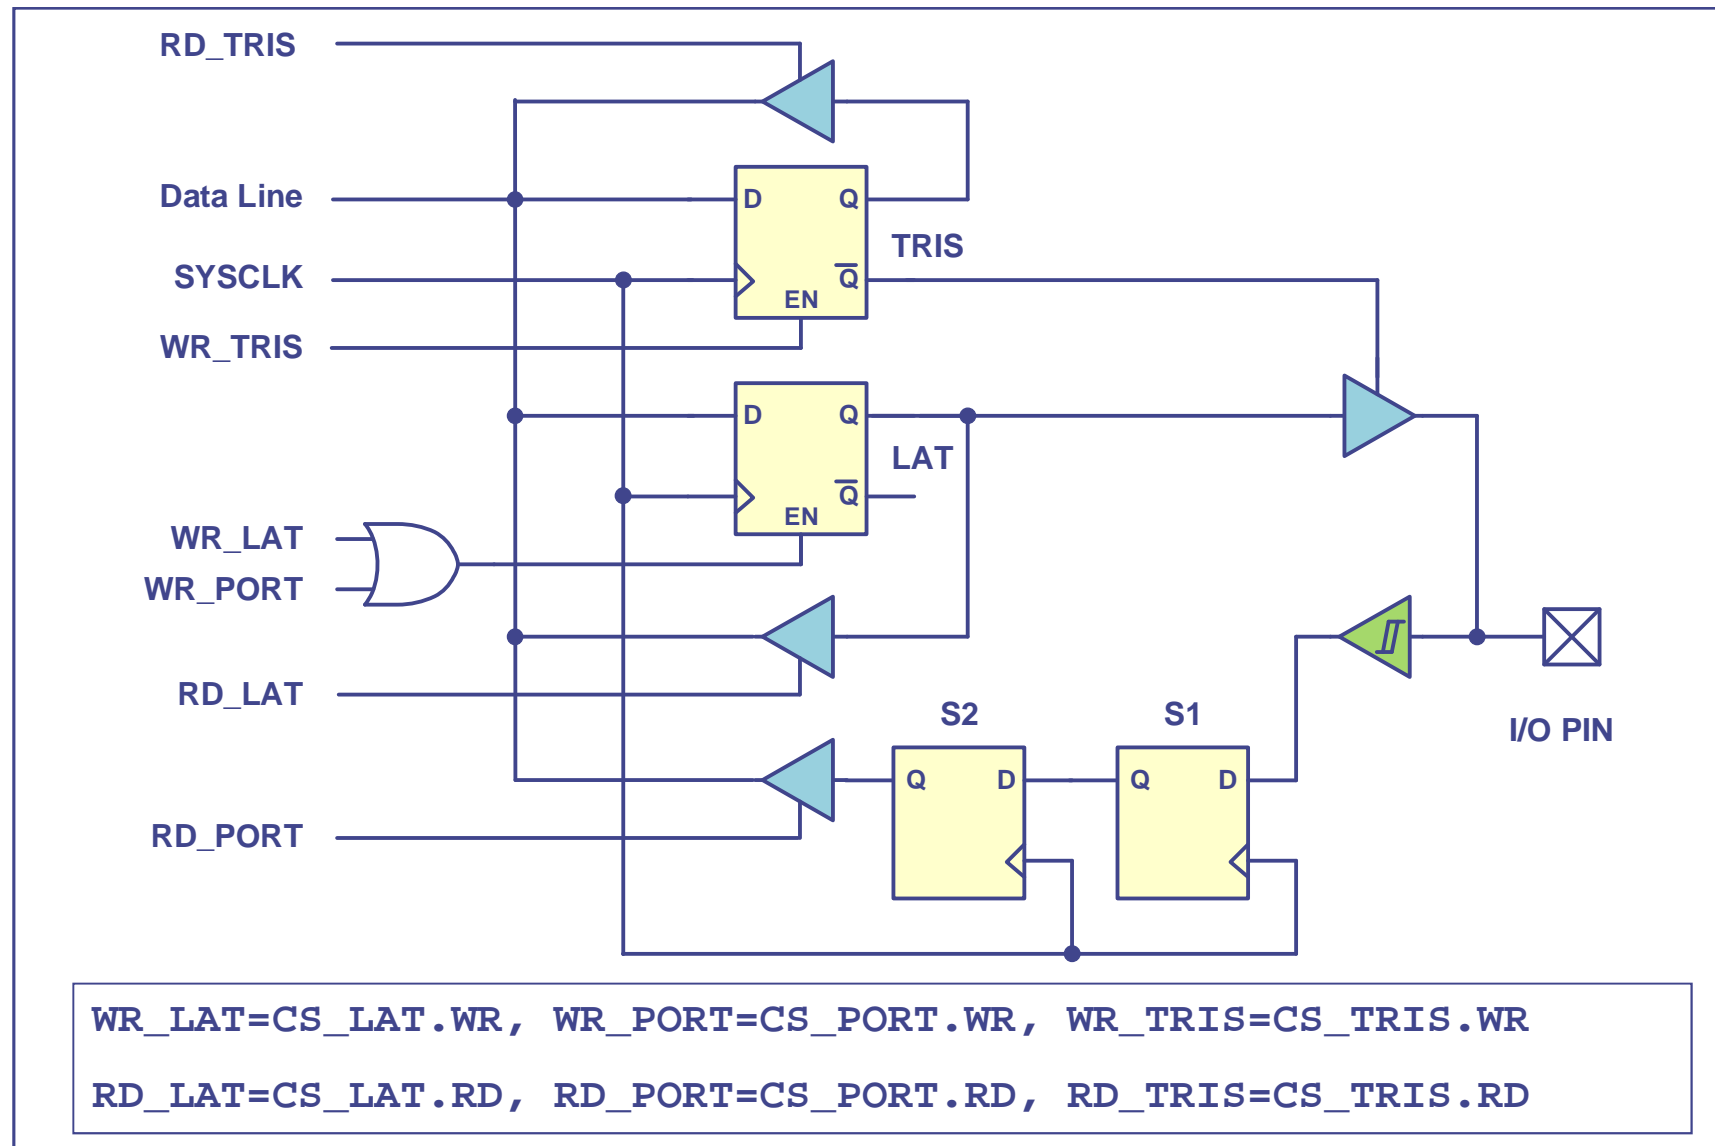 RD_TRIS
Data Line
D
Q
TRIS
SYSCLK
Q
EN
WR_TRIS
D
Q
LAT
Q
EN
WR_LAT
WR_PORT
RD_LAT
S2
S1
I/O PIN
Q
D
Q
D
RD_PORT
WR_LAT=CS_LAT.WR, WR_PORT=CS_PORT.WR, WR_TRIS=CS_TRIS.WR
RD_LAT=CS_LAT.RD, RD_PORT=CS_PORT.RD, RD_TRIS=CS_TRIS.RD